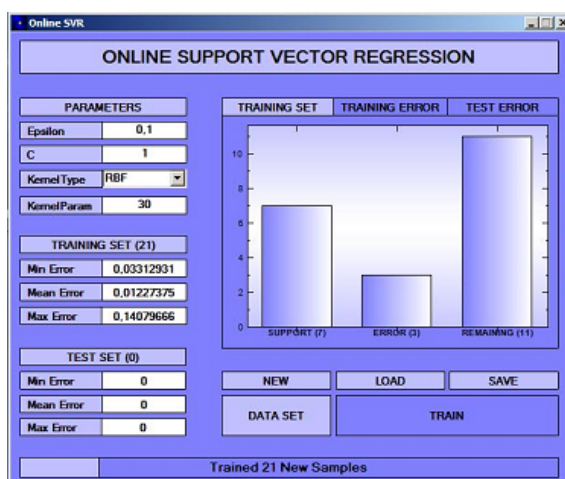 Online SVR
ONLINE SUPPORT VECTOR REGRESSION
PARAMETERS
Epsilon 0,1
C 1
KernelType RBF
KernelParam 30
TRAINING SET (21)
Min Error 0,03312931
Mean Error 0,01227375
Max Error 0,14079666
TEST SET (0)
Min Error 0
Mean Error 0
Max Error 0
TRAINING SET TRAINING ERROR TEST ERROR
10
8
6
4
2
0
SUPPORT (7) ERROR (3) REMAINING (11)
NEW LOAD SAVE
DATA SET TRAIN
Trained 21 New Samples